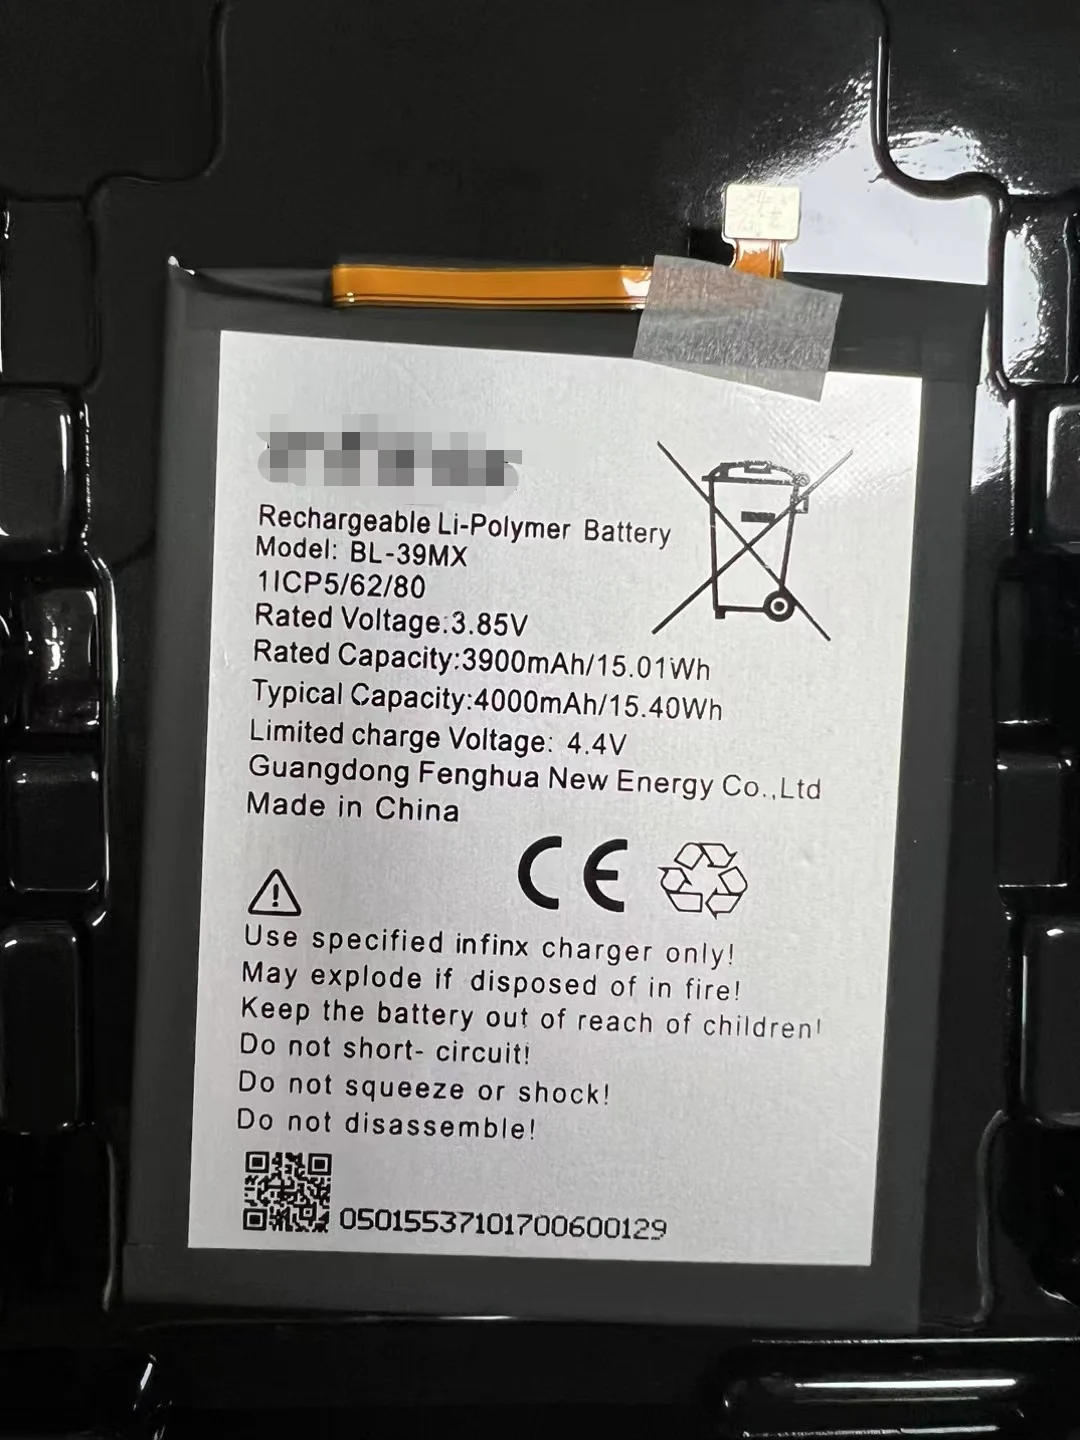 Rechargeable Li-Polymer Battery
Model: BL-39MX
1ICP5/62/80
Rated Voltage:3.85V
Rated Capacity:3900mAh/15.01Wh
Typical Capacity:4000mAh/15.40Wh
Limited charge Voltage: 4.4V
Guangdong Fenghua New Energy Co.,Ltd
Made in China
CE
Use specified infinx charger only!
May explode if disposed of in fire!
Keep the battery out of reach of children!
Do not short- circuit!
Do not squeeze or shock!
Do not disassemble!
05015537101700600129